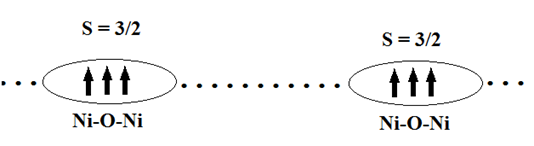 S = 3/2
S = 3/2
Ni-O-Ni
Ni-O-Ni